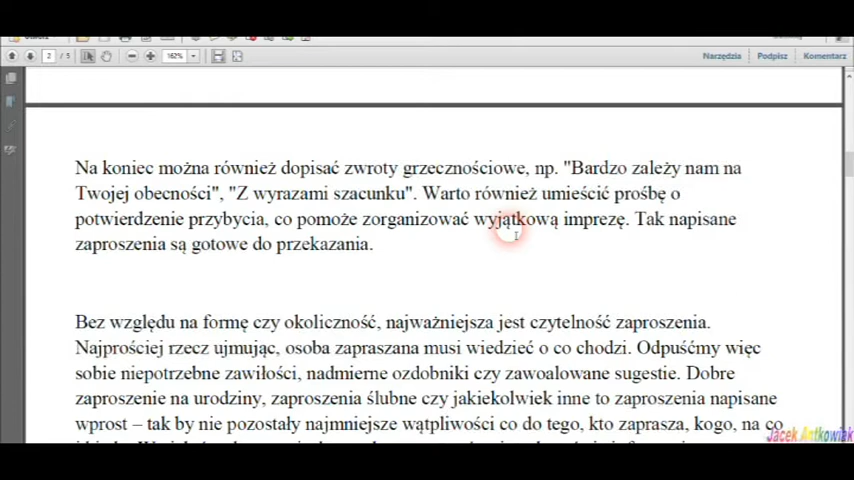 2 / 5
162%
Narzędzia
Podpisz
Komentarz
Na koniec można również dopisać zwroty grzecznościowe, np. "Bardzo zależy nam na
Twojej obecności", "Z wyrazami szacunku". Warto również umieścić prośbę o
potwierdzenie przybycia, co pomoże zorganizować wyjątkową imprezę. Tak napisane
zaproszenia są gotowe do przekazania.
Bez względu na formę czy okoliczność, najważniejsza jest czytelność zaproszenia.
Najprościej rzecz ujmując, osoba zapraszana musi wiedzieć o co chodzi. Odpuśćmy więc
sobie niepotrzebne zawiłości, nadmierne ozdobniki czy zawoalowane sugestie. Dobre
zaproszenie na urodziny, zaproszenia ślubne czy jakiekolwiek inne to zaproszenia napisane
wprost – tak by nie pozostały najmniejsze wątpliwości co do tego, kto zaprasza, kogo, na co
Jacek Antkowiak